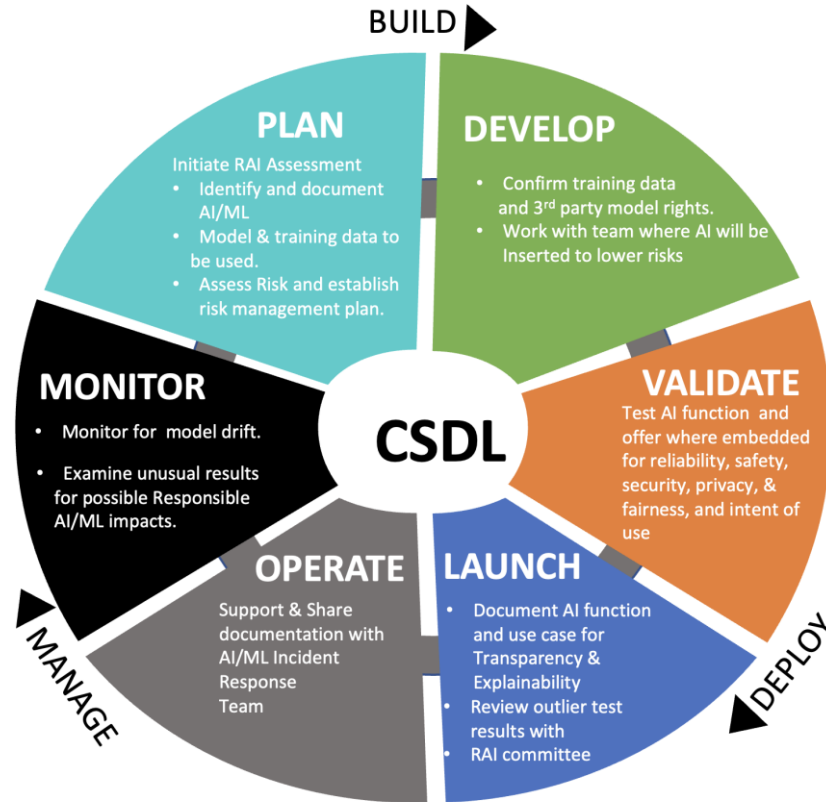 BUILD
PLAN
Initiate RAI Assessment
• Identify and document
AI/ML
• Model & training data to
be used.
• Assess Risk and establish
risk management plan.
DEVELOP
• Confirm training data
and 3rd party model rights.
• Work with team where AI will be
Inserted to lower risks
MONITOR
• Monitor for model drift.
• Examine unusual results
for possible Responsible
AI/ML impacts.
CSDL
VALIDATE
Test AI function and
offer where embedded
for reliability, safety,
security, privacy, &
fairness, and intent of
use
OPERATE
Support & Share
documentation with
AI/ML Incident
Response
Team
LAUNCH
• Document AI function
and use case for
Transparency &
Explainability
• Review outlier test
results with
• RAI committee
MANAGE
DEPLOY